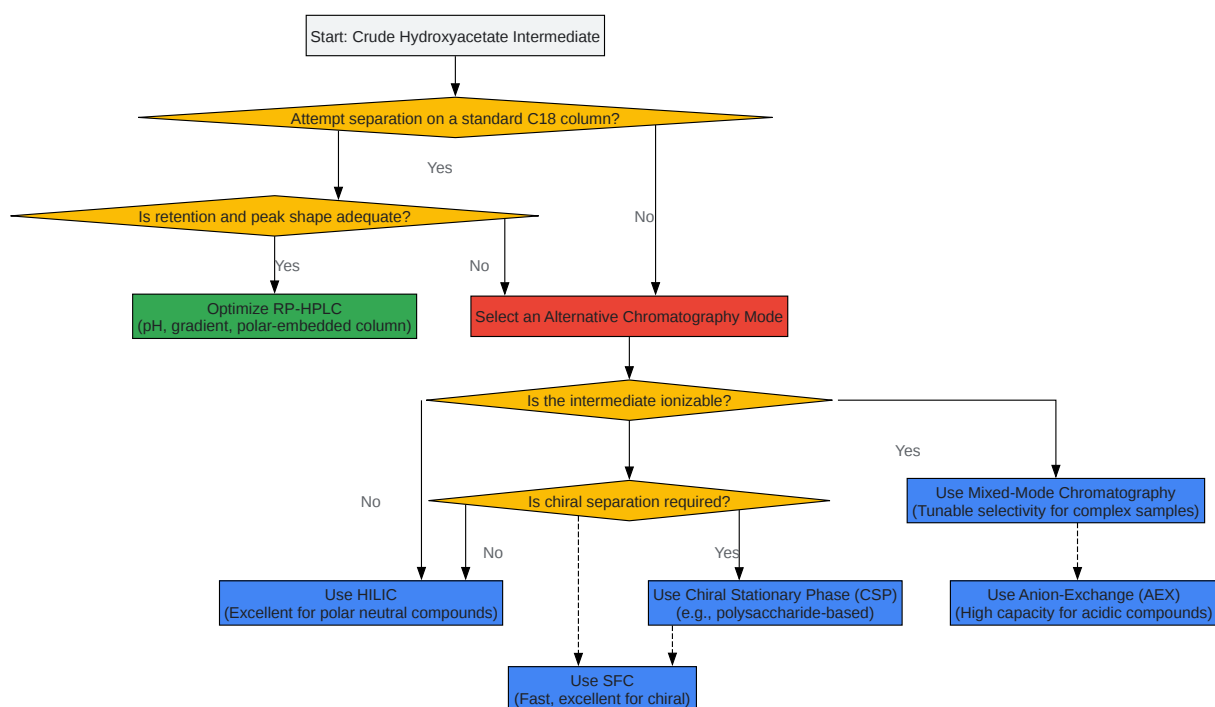 Start: Crude Hydroxyacetate Intermediate
Attempt separation on a standard C18 column?
Yes
Is retention and peak shape adequate?
No
Yes
No
Optimize RP-HPLC
(pH, gradient, polar-embedded column)
Select an Alternative Chromatography Mode
Is the intermediate ionizable?
Yes
No
Is chiral separation required?
Use Mixed-Mode Chromatography
(Tunable selectivity for complex samples)
No
Yes
Use HILIC
(Excellent for polar neutral compounds)
Use Chiral Stationary Phase (CSP)
(e.g., polysaccharide-based)
Use Anion-Exchange (AEX)
(High capacity for acidic compounds)
Use SFC
(Fast, excellent for chiral)